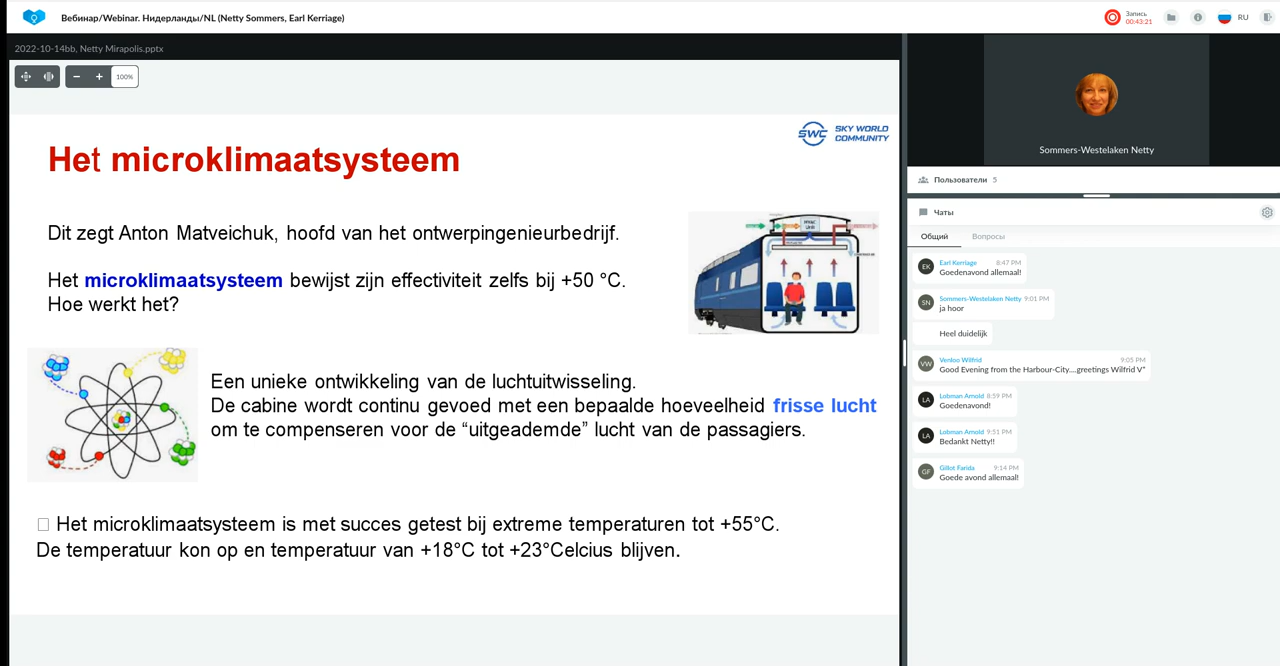 Вебинар/Webinar. Нидерланды/NL (Netty Sommers, Earl Kerriage)
Запись
00:43:21
RU
2022-10-14bb, Netty Mirapolis.pptx
100%
SWC SKY WORLD
COMMUNITY
Het microklimaatsysteem
Dit zegt Anton Matveichuk, hoofd van het ontwerpingenieurbedrijf.
Het microklimaatsysteem bewijst zijn effectiviteit zelfs bij +50 °C.
Hoe werkt het?
HVAC
UNIT
Een unieke ontwikkeling van de luchtuitwisseling.
De cabine wordt continu gevoed met een bepaalde hoeveelheid frisse lucht
om te compenseren voor de “uitgeademde” lucht van de passagiers.
Het microklimaatsysteem is met succes getest bij extreme temperaturen tot +55°C.
De temperatuur kon op en temperatuur van +18°C tot +23°Celcius blijven.
Sommers-Westelaken Netty
Пользователи 5
Чаты
Общий Вопросы
EK Earl Kerriage 8:47 PM
Goedenavond allemaal!
SN Sommers-Westelaken Netty 9:01 PM
ja hoor
Heel duidelijk
VW Venloo Wilfrid 9:05 PM
Good Evening from the Harbour-City....greetings Wilfrid V"
LA Lobman Arnold 8:59 PM
Goedenavond!
LA Lobman Arnold 9:51 PM
Bedankt Netty!!
GF Gillot Farida 9:14 PM
Goede avond allemaal!